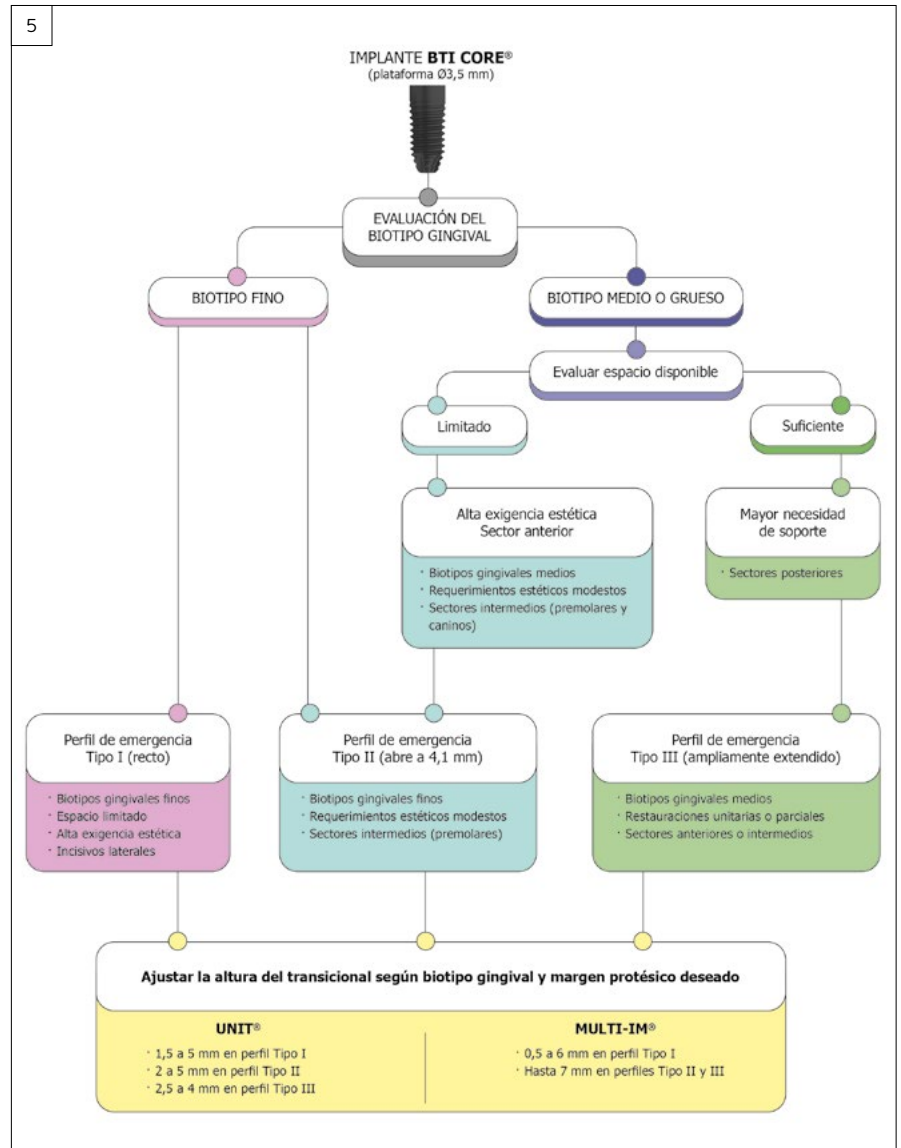 5
IMPLANTE BTI CORE®
(plataforma Ø3,5 mm)
EVALUACIÓN DEL
BIOTIPO GINGIVAL
BIOTIPO FINO
BIOTIPO MEDIO O GRUESO
Evaluar espacio disponible
Limitado
Suficiente
Alta exigencia estética
Sector anterior
· Biotipos gingivales medios
· Requerimientos estéticos modestos
· Sectores intermedios (premolares y
caninos)
Mayor necesidad
de soporte
· Sectores posteriores
Perfil de emergencia
Tipo I (recto)
· Biotipos gingivales finos
· Espacio limitado
· Alta exigencia estética
· Incisivos laterales
Perfil de emergencia
Tipo II (abre a 4,1 mm)
· Biotipos gingivales finos
· Requerimientos estéticos modestos
· Sectores intermedios (premolares)
Perfil de emergencia
Tipo III (ampliamente extendido)
· Biotipos gingivales medios
· Restauraciones unitarias o parciales
· Sectores anteriores o intermedios
Ajustar la altura del transicional según biotipo gingival y margen protésico deseado
UNIT®
· 1,5 a 5 mm en perfil Tipo I
· 2 a 5 mm en perfil Tipo II
· 2,5 a 4 mm en perfil Tipo III
MULTI-IM®
· 0,5 a 6 mm en perfil Tipo I
· Hasta 7 mm en perfiles Tipo II y III